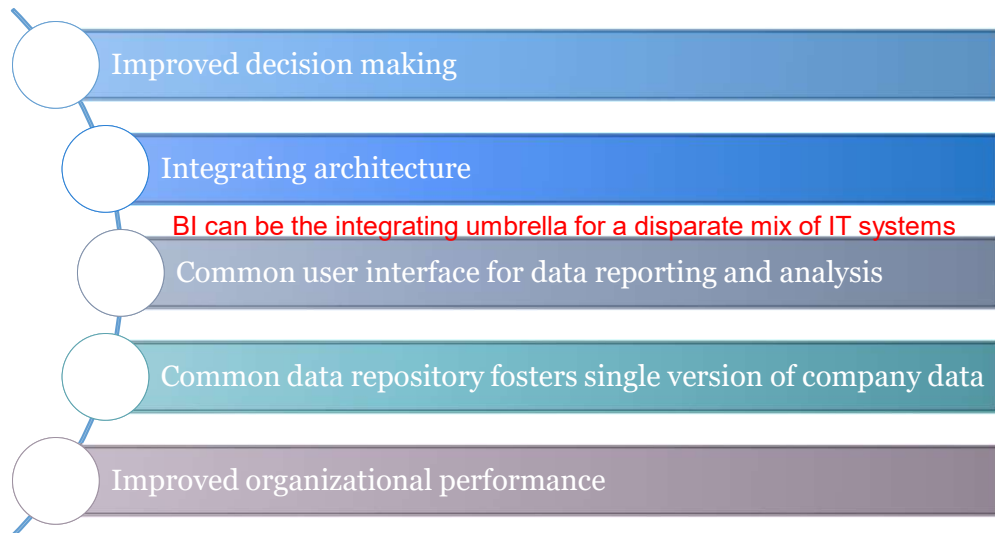 Improved decision making
Integrating architecture
BI can be the integrating umbrella for a disparate mix of IT systems
Common user interface for data reporting and analysis
Common data repository fosters single version of company data
Improved organizational performance